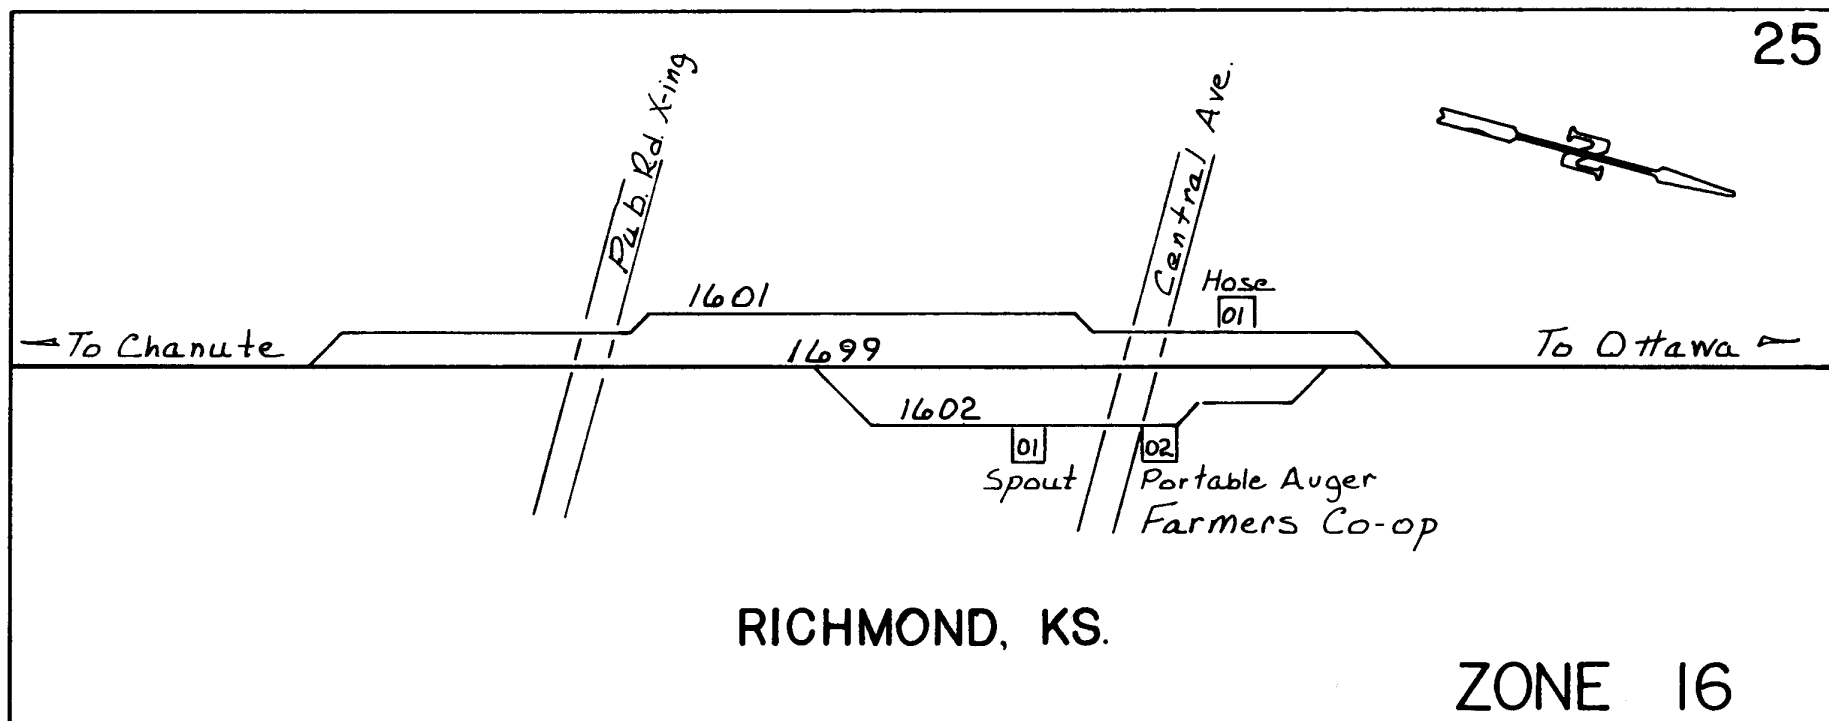 25
Pub. Rd. X-ing
Central Ave.
N
Hose
01
1601
To Chanute
1699
To Ottawa
1602
01
02
Spout
Portable Auger
Farmers Co-op
RICHMOND, KS.
ZONE 16